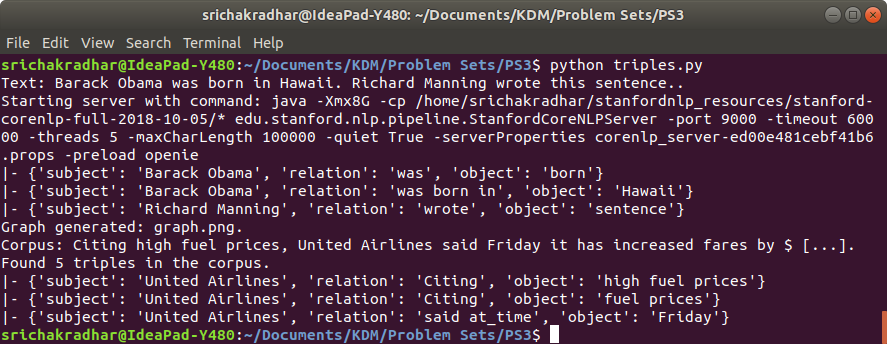 srichakradhar@IdeaPad-Y480: ~/Documents/KDM/Problem Sets/PS3
File Edit View Search Terminal Help
srichakradhar@IdeaPad-Y480:~/Documents/KDM/Problem Sets/PS3$ python triples.py
Text: Barack Obama was born in Hawaii. Richard Manning wrote this sentence..
Starting server with command: java -Xmx8G -cp /home/srichakradhar/stanfordnlp_resources/stanford-
corenlp-full-2018-10-05/* edu.stanford.nlp.pipeline.StanfordCoreNLPServer -port 9000 -timeout 600
00 -threads 5 -maxCharLength 100000 -quiet True -serverProperties corenlp_server-ed00e481cebf41b6
.props -preload openie
|- {'subject': 'Barack Obama', 'relation': 'was', 'object': 'born'}
|- {'subject': 'Barack Obama', 'relation': 'was born in', 'object': 'Hawaii'}
|- {'subject': 'Richard Manning', 'relation': 'wrote', 'object': 'sentence'}
Graph generated: graph.png.
Corpus: Citing high fuel prices, United Airlines said Friday it has increased fares by $ [...].
Found 5 triples in the corpus.
|- {'subject': 'United Airlines', 'relation': 'Citing', 'object': 'high fuel prices'}
|- {'subject': 'United Airlines', 'relation': 'Citing', 'object': 'fuel prices'}
|- {'subject': 'United Airlines', 'relation': 'said at_time', 'object': 'Friday'}
srichakradhar@IdeaPad-Y480:~/Documents/KDM/Problem Sets/PS3$